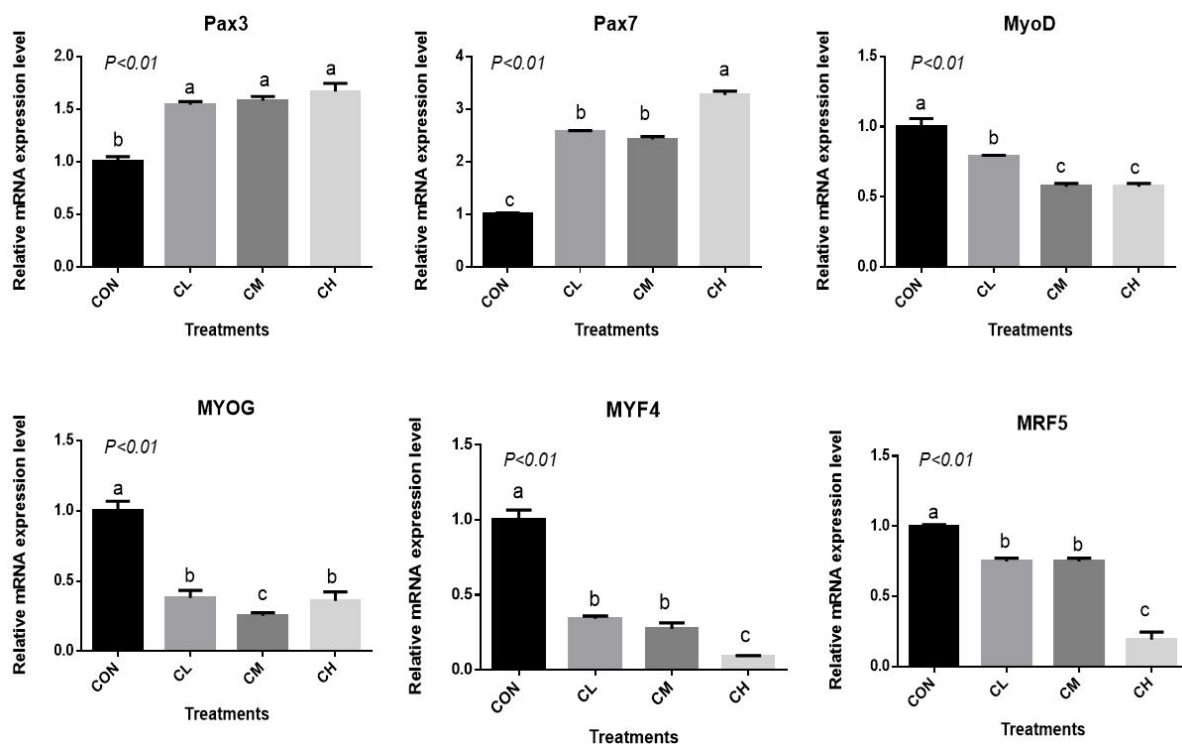 Pax3
Relative mRNA expression level
2.0
1.5
1.0
0.5
0.0
P<0.01
b
a
a
a
CON
CL
CM
CH
Treatments
Pax7
Relative mRNA expression level
4
3
2
1
0
P<0.01
c
b
b
a
CON
CL
CM
CH
Treatments
MyoD
Relative mRNA expression level
1.5
1.0
0.5
0.0
P<0.01
a
b
c
c
CON
CL
CM
CH
Treatments
MYOG
Relative mRNA expression level
1.5
1.0
0.5
0.0
P<0.01
a
b
c
b
CON
CL
CM
CH
Treatments
MYF4
Relative mRNA expression level
1.5
1.0
0.5
0.0
P<0.01
a
b
b
c
CON
CL
CM
CH
Treatments
MRF5
Relative mRNA expression level
1.5
1.0
0.5
0.0
P<0.01
a
b
b
c
CON
CL
CM
CH
Treatments